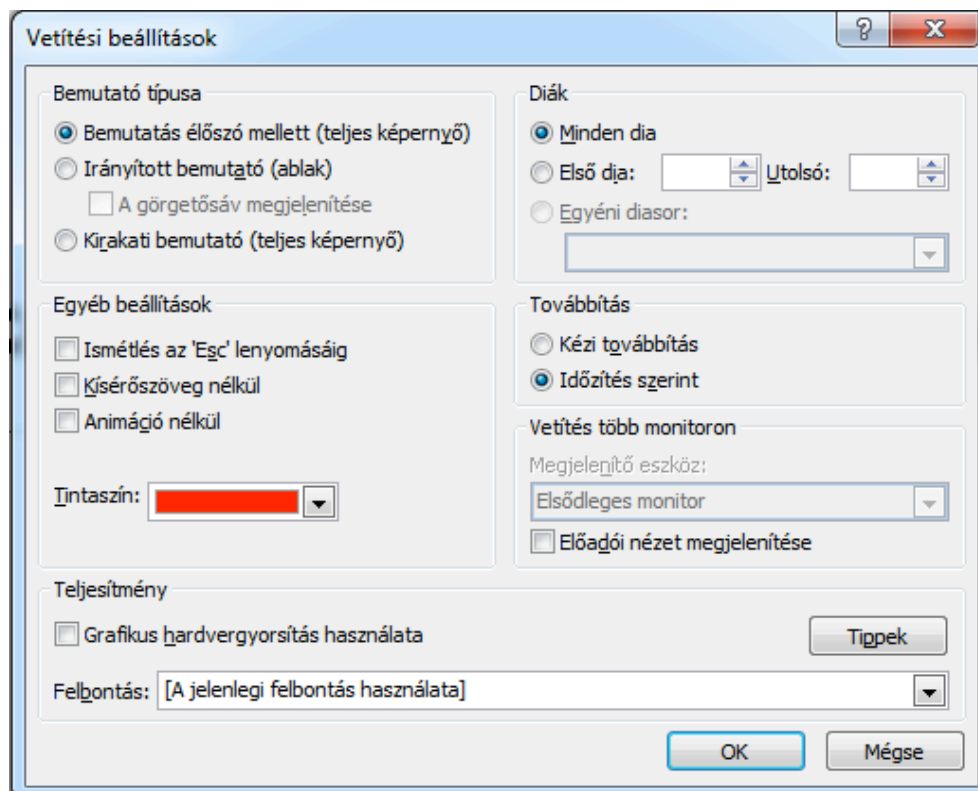 Vetítési beállítások
Bemutató típusa
Bemutatás élőszó mellett (teljes képernyő)
Irányított bemutató (ablak)
A görgetősáv megjelenítése
Kirakati bemutató (teljes képernyő)
Diák
Minden dia
Első dia: Utolsó:
Egyéni diasor:
Egyéb beállítások
Ismétlés az 'Esc' lenyomásáig
Kísérőszöveg nélkül
Animáció nélkül
Tintaszín:
Továbbítás
Kézi továbbítás
Időzítés szerint
Vetítés több monitoron
Megjelenítő eszköz:
Elsődleges monitor
Előadói nézet megjelenítése
Teljesítmény
Grafikus hardvergyorsítás használata
Tippek
Felbontás: [A jelenlegi felbontás használata]
OK Mégse